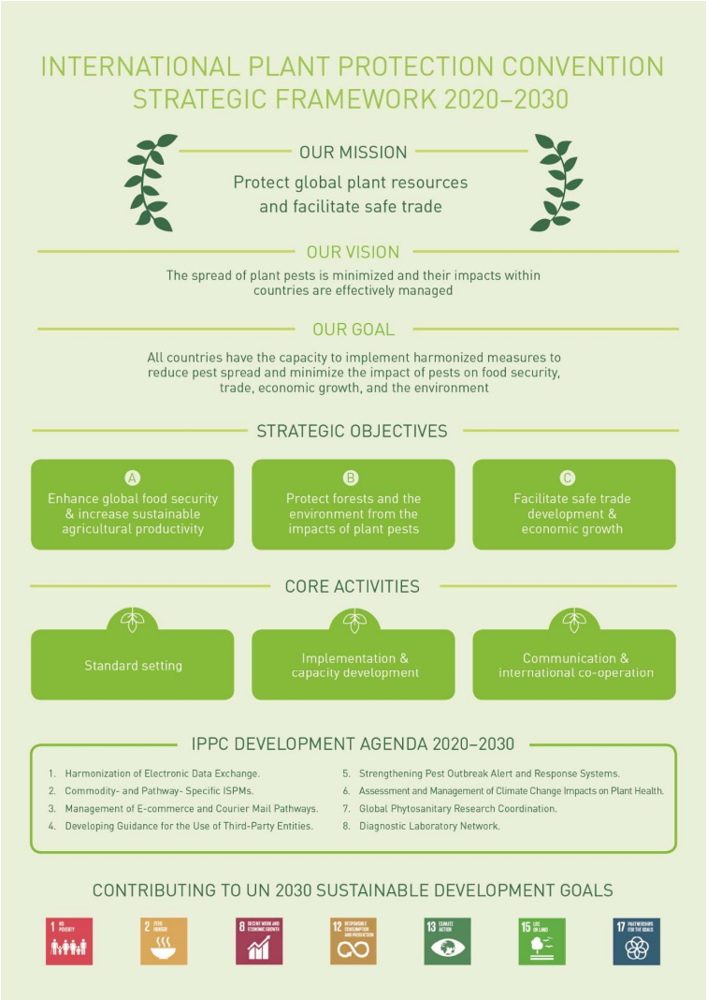 INTERNATIONAL PLANT PROTECTION CONVENTION
STRATEGIC FRAMEWORK 2020–2030
OUR MISSION
Protect global plant resources
and facilitate safe trade
OUR VISION
The spread of plant pests is minimized and their impacts within
countries are effectively managed
OUR GOAL
All countries have the capacity to implement harmonized measures to
reduce pest spread and minimize the impact of pests on food security,
trade, economic growth, and the environment
STRATEGIC OBJECTIVES
A
Enhance global food security
& increase sustainable
agricultural productivity
B
Protect forests and the
environment from the
impacts of plant pests
C
Facilitate safe trade
development &
economic growth
CORE ACTIVITIES
Standard setting
Implementation &
capacity development
Communication &
international co-operation
IPPC DEVELOPMENT AGENDA 2020–2030
1. Harmonization of Electronic Data Exchange.
2. Commodity- and Pathway- Specific ISPMs.
3. Management of E-commerce and Courier Mail Pathways.
4. Developing Guidance for the Use of Third-Party Entities.
5. Strengthening Pest Outbreak Alert and Response Systems.
6. Assessment and Management of Climate Change Impacts on Plant Health.
7. Global Phytosanitary Research Coordination.
8. Diagnostic Laboratory Network.
CONTRIBUTING TO UN 2030 SUSTAINABLE DEVELOPMENT GOALS
1 NO
POVERTY
2 ZERO
HUNGER
8 DECENT WORK AND
ECONOMIC GROWTH
12 RESPONSIBLE
CONSUMPTION
AND PRODUCTION
13 CLIMATE
ACTION
15 LIFE
ON LAND
17 PARTNERSHIPS
FOR THE GOALS